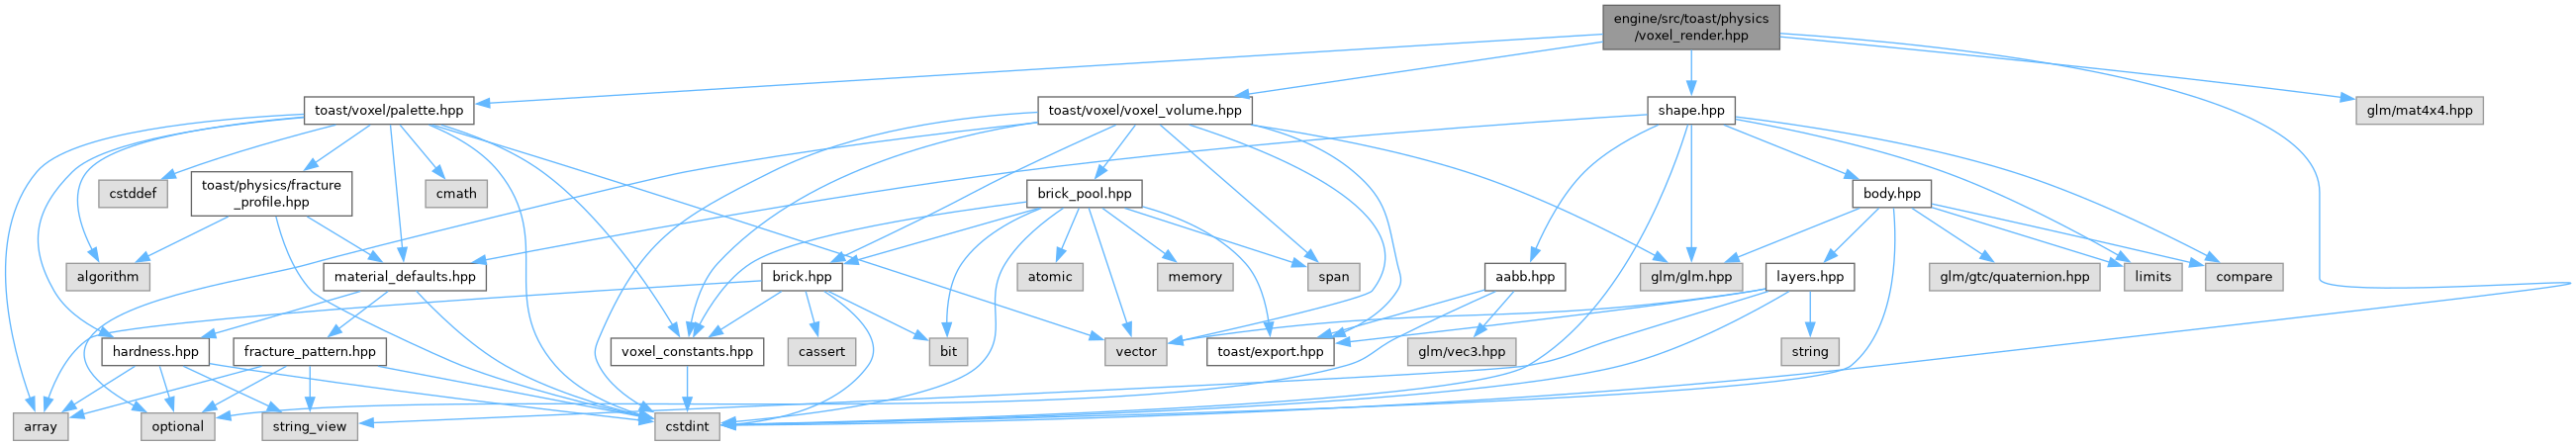 engine/src/toast/physics
/voxel_render.hpp
toast/voxel/palette.hpp
toast/voxel/voxel_volume.hpp
shape.hpp
glm/mat4x4.hpp
cstddef
toast/physics/fracture
_profile.hpp
cmath
brick_pool.hpp
body.hpp
algorithm
material_defaults.hpp
brick.hpp
atomic
memory
span
aabb.hpp
glm/glm.hpp
layers.hpp
glm/gtc/quaternion.hpp
limits
compare
hardness.hpp
fracture_pattern.hpp
voxel_constants.hpp
cassert
bit
vector
toast/export.hpp
glm/vec3.hpp
string
array
optional
string_view
cstdint